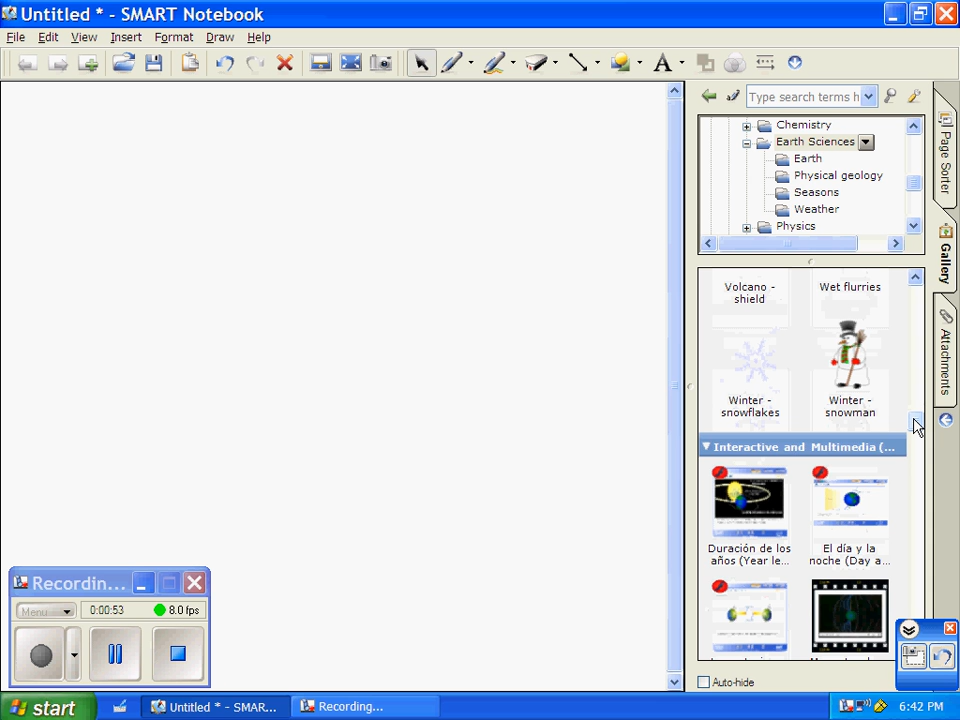 Untitled * - SMART Notebook
File Edit View Insert Format Draw Help
Type search terms h
Chemistry
Earth Sciences
Earth
Physical geology
Seasons
Weather
Physics
Page Sorter
Gallery
Attachments
Volcano - shield
Wet flurries
Winter - snowflakes
Winter - snowman
Interactive and Multimedia (...
Duración de los años (Year le...
El día y la noche (Day a...
Auto-hide
Recordin...
Menu
0:00:53
8.0 fps
start
Untitled * - SMAR...
Recording...
6:42 PM